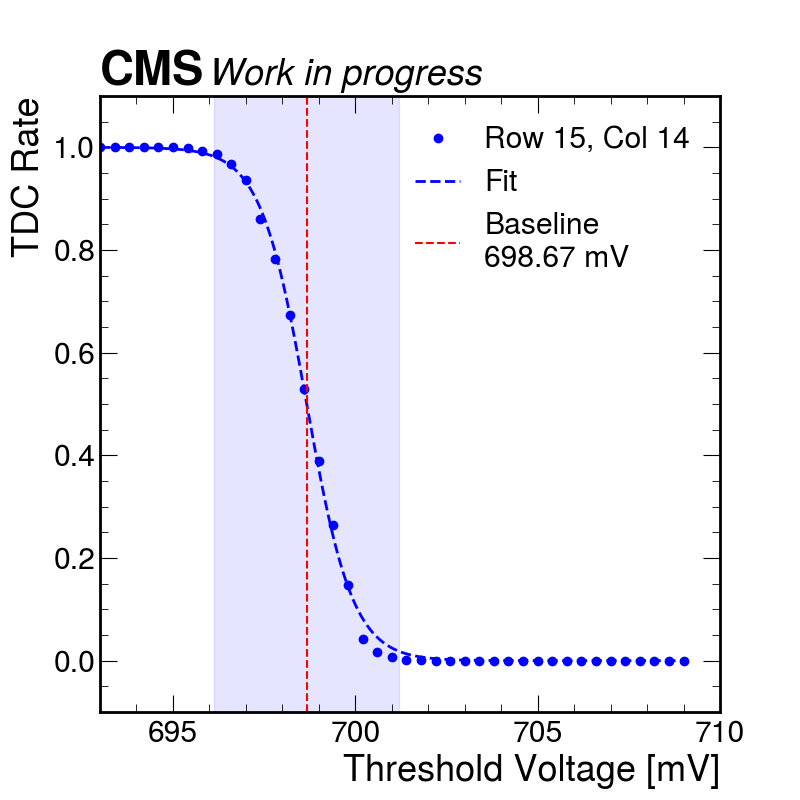 CMS Work in progress
TDC Rate
1.0
0.8
0.6
0.4
0.2
0.0
Row 15, Col 14
Fit
Baseline
698.67 mV
695 700 705 710
Threshold Voltage [mV]